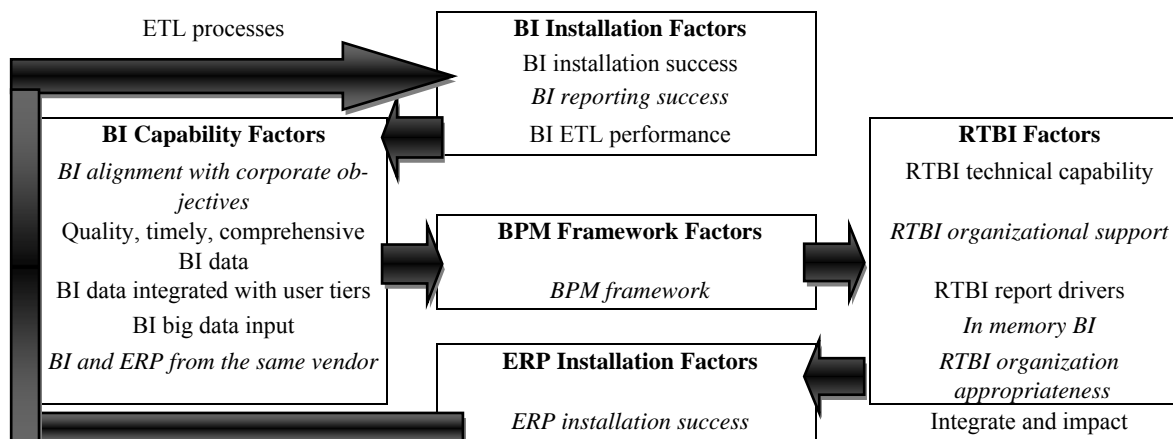 ETL processes
BI Installation Factors
BI installation success
BI reporting success
BI ETL performance
BI Capability Factors
BI alignment with corporate ob-
jectives
Quality, timely, comprehensive
BI data
BI data integrated with user tiers
BI big data input
BI and ERP from the same vendor
BPM Framework Factors
BPM framework
ERP Installation Factors
ERP installation success
RTBI Factors
RTBI technical capability
RTBI organizational support
RTBI report drivers
In memory BI
RTBI organization
appropriateness
Integrate and impact